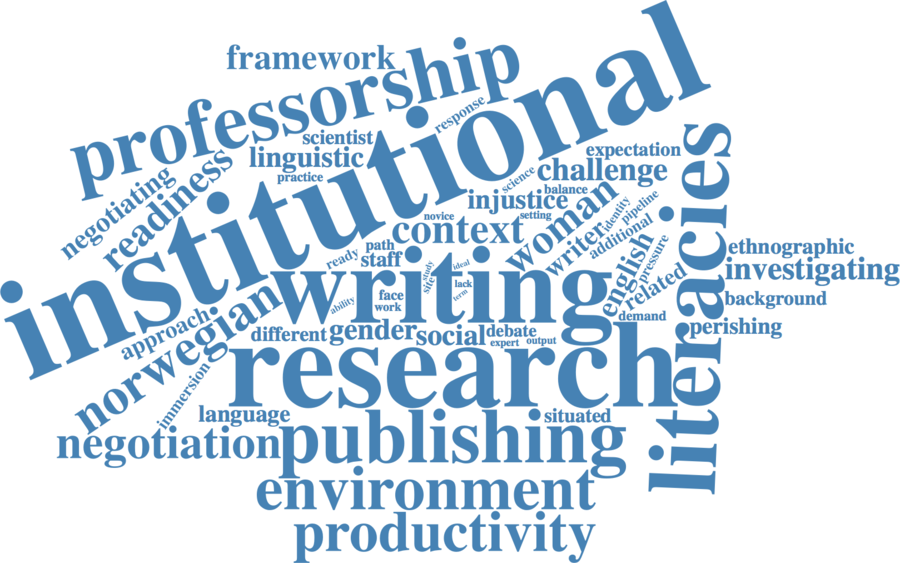 framework
professorship
institutional
response
scientist
linguistic
practice
negotiating
readiness
expectation
science
challenge
balance
injustice
woman
identity
pipeline
novice
setting
context
writer
additional
literacies
path
staff
ready
english
pressure
ethnographic
investigating
study
site
ideal
lack
term
writing
related
background
face
work
ability
demand
perishing
approach
norwegian
different
gender
social
debate
expert
output
research
immersion
language
situated
negotiation
publishing
environment
productivity